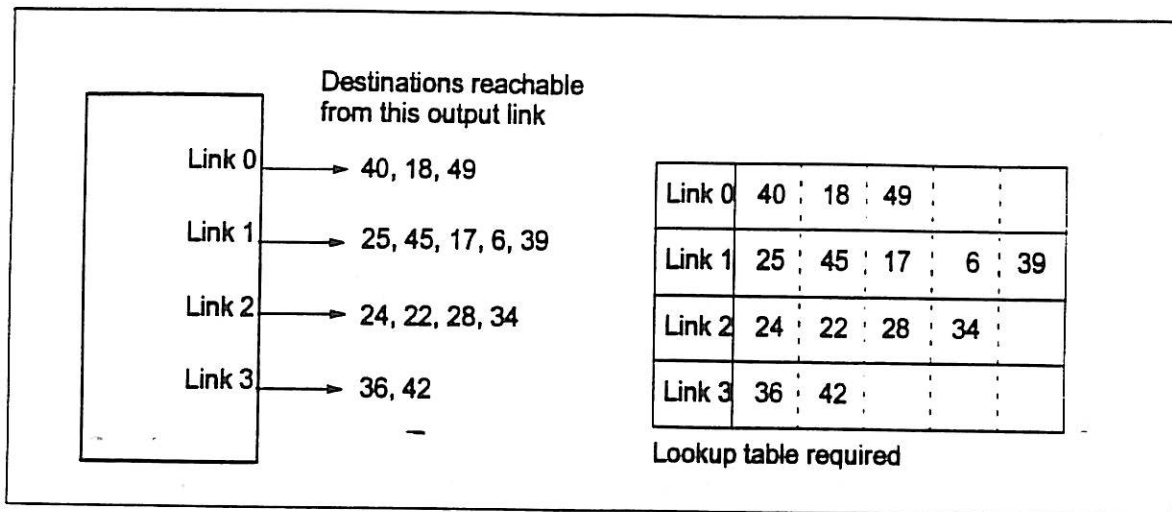 Destinations reachable
from this output link
Link 0 40, 18, 49
Link 1 25, 45, 17, 6, 39
Link 2 24, 22, 28, 34
Link 3 36, 42
Link 0 40 18 49
Link 1 25 45 17 6 39
Link 2 24 22 28 34
Link 3 36 42
Lookup table required